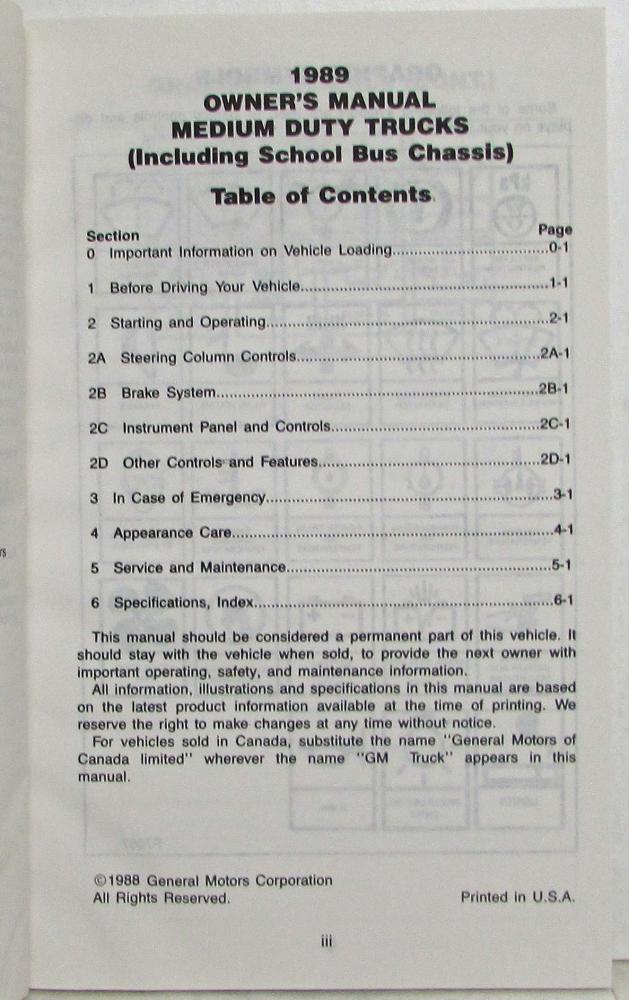 1989
OWNER'S MANUAL
MEDIUM DUTY TRUCKS
(Including School Bus Chassis)
Table of Contents
Section Page
0 Important Information on Vehicle Loading................................0-1
1 Before Driving Your Vehicle...................................................1-1
2 Starting and Operating..........................................................2-1
2A Steering Column Controls..................................................2A-1
2B Brake System..................................................................2B-1
2C Instrument Panel and Controls...........................................2C-1
2D Other Controls and Features..............................................2D-1
3 In Case of Emergency...........................................................3-1
4 Appearance Care..................................................................4-1
5 Service and Maintenance.......................................................5-1
6 Specifications, Index..............................................................6-1
This manual should be considered a permanent part of this vehicle. It
should stay with the vehicle when sold, to provide the next owner with
important operating, safety, and maintenance information.
All information, illustrations and specifications in this manual are based
on the latest product information available at the time of printing. We
reserve the right to make changes at any time without notice.
For vehicles sold in Canada, substitute the name "General Motors of
Canada limited" wherever the name "GM Truck" appears in this
manual.
©1988 General Motors Corporation
All Rights Reserved. Printed in U.S.A.
iii